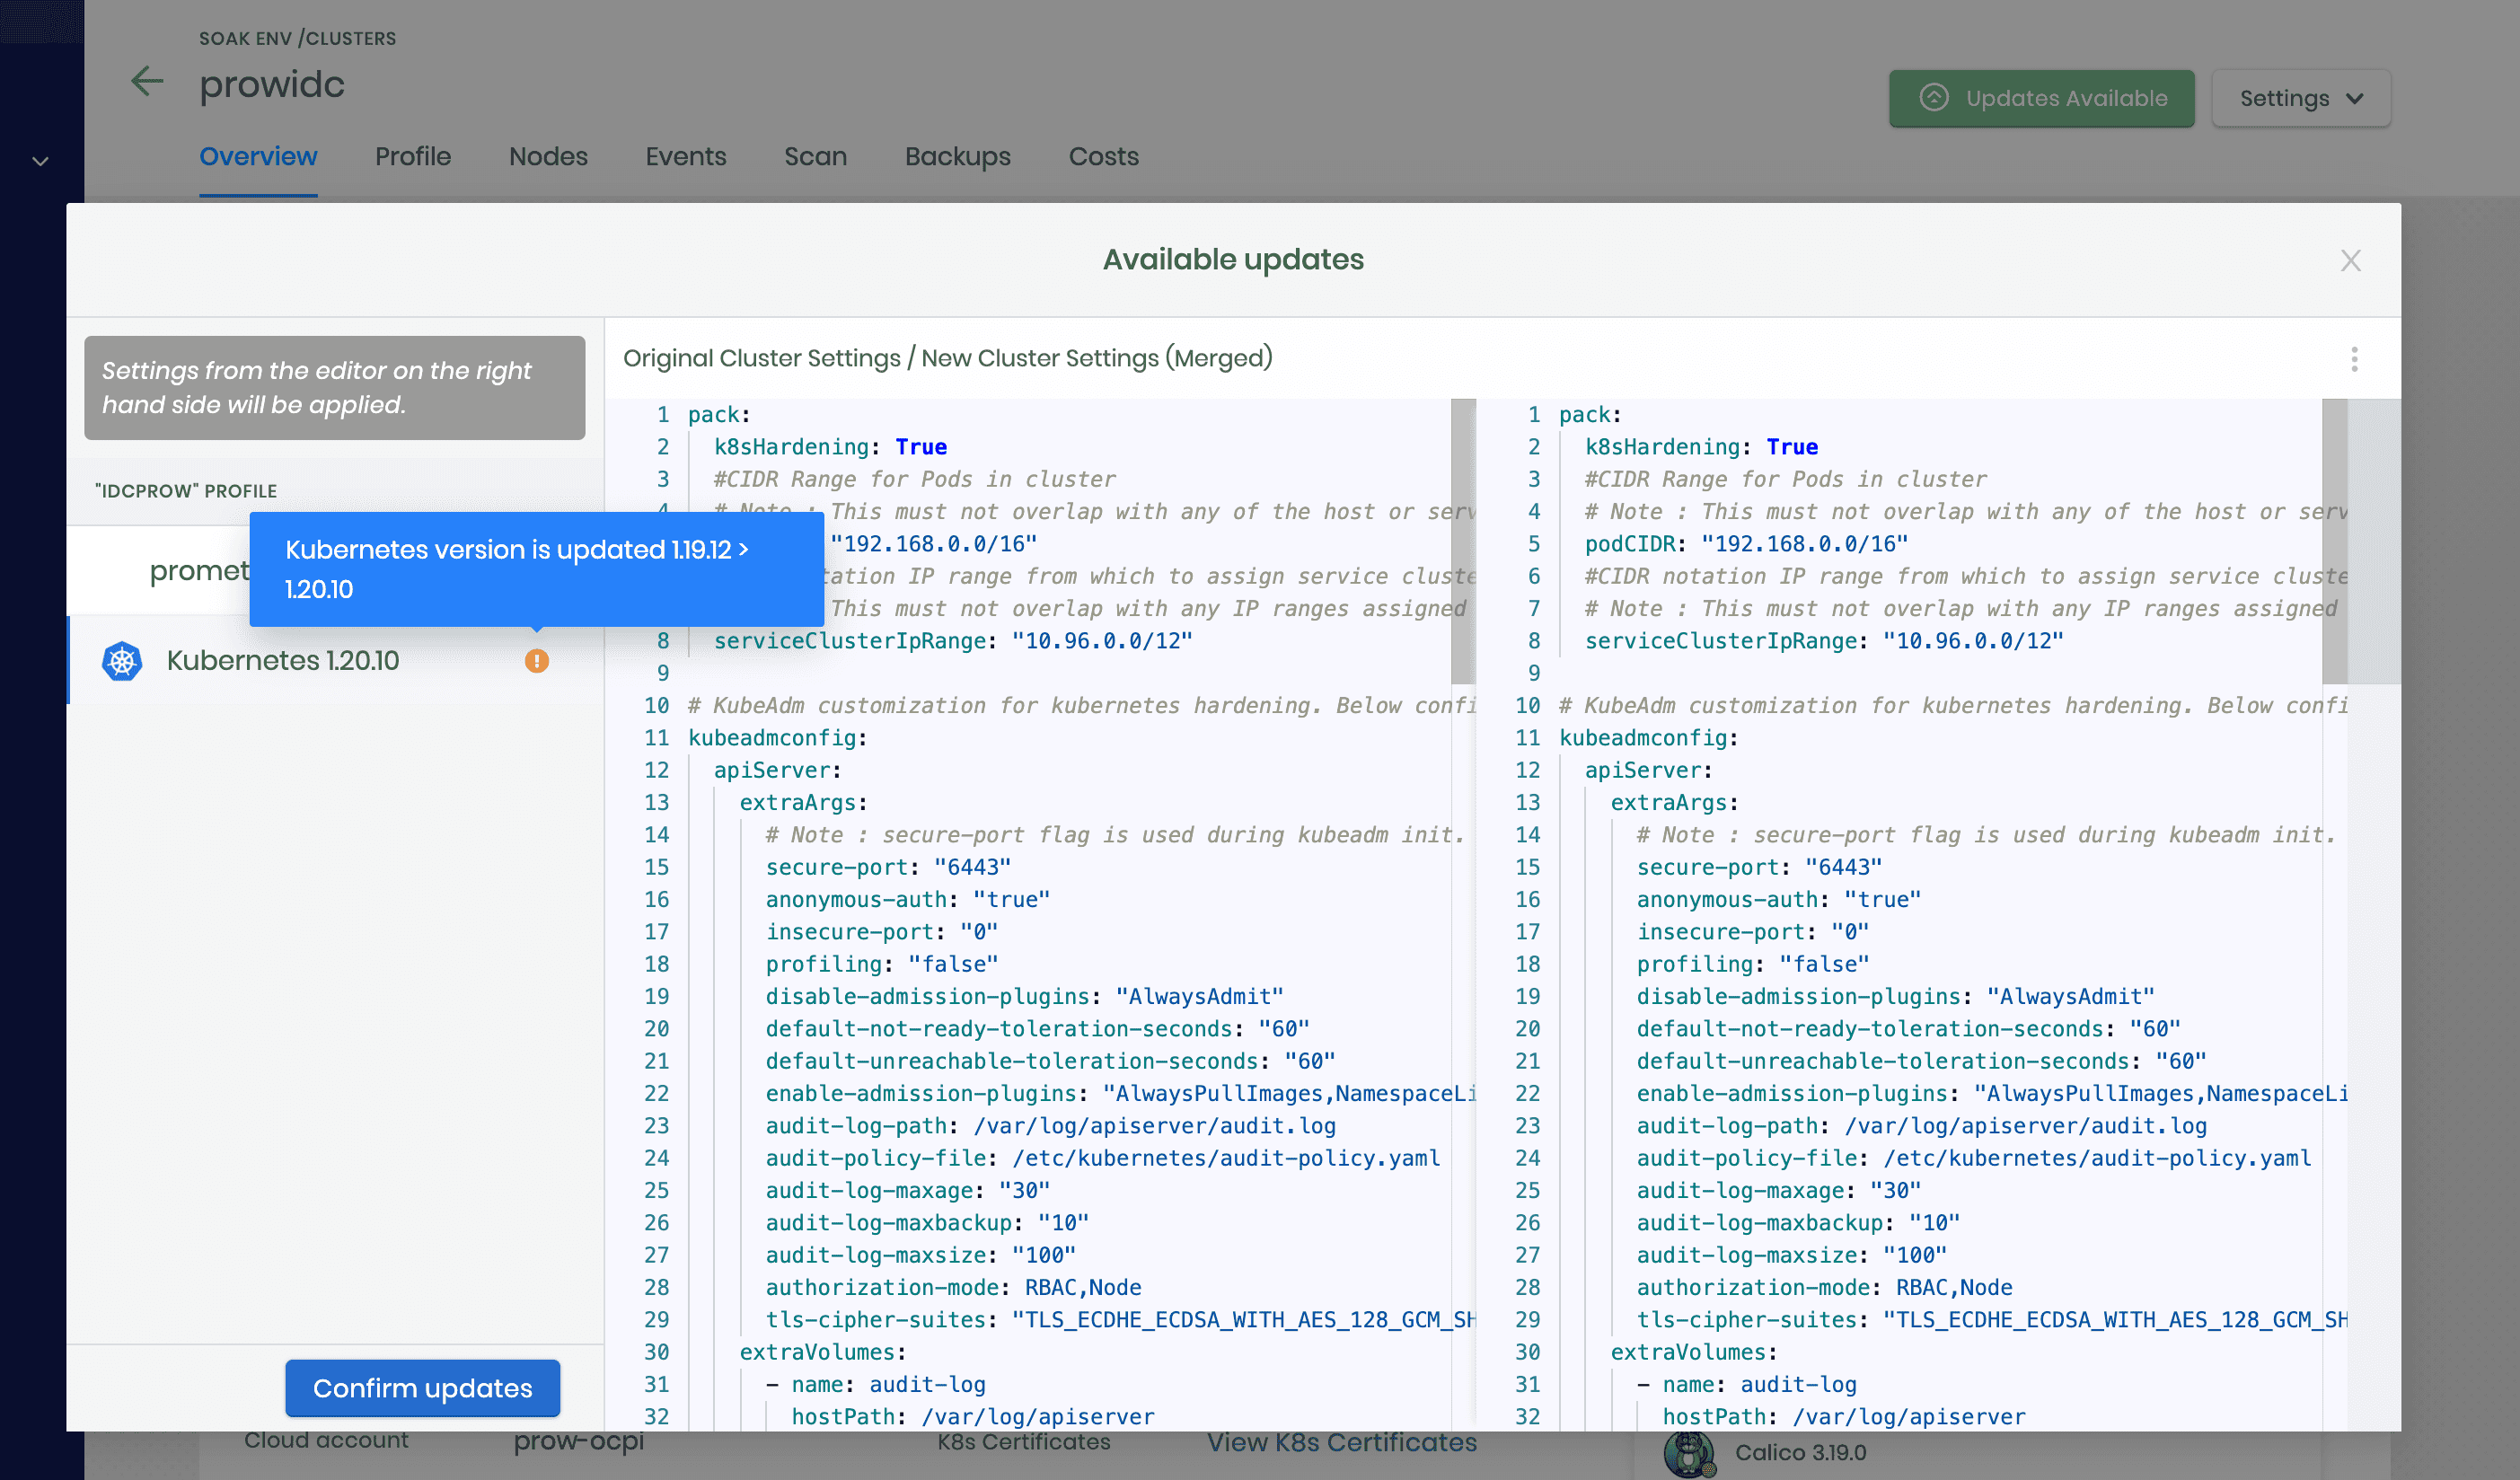 SOAK ENV /CLUSTERS
prowidc
Updates Available
Settings
Overview Profile Nodes Events Scan Backups Costs
Available updates
Settings from the editor on the right
hand side will be applied.
"IDCPROW" PROFILE
promet
Kubernetes version is updated 1.19.12 >
1.20.10
Kubernetes 1.20.10
Confirm updates
Original Cluster Settings / New Cluster Settings (Merged)
1 pack:
2 k8sHardening: True
3 #CIDR Range for Pods in cluster
4 # Note : This must not overlap with any of the host or serv
"192.168.0.0/16"
tation IP range from which to assign service cluste
This must not overlap with any IP ranges assigned
8 serviceClusterIpRange: "10.96.0.0/12"
9
10 # KubeAdm customization for kubernetes hardening. Below confi
11 kubeadmconfig:
12 apiServer:
13 extraArgs:
14 # Note : secure-port flag is used during kubeadm init.
15 secure-port: "6443"
16 anonymous-auth: "true"
17 insecure-port: "0"
18 profiling: "false"
19 disable-admission-plugins: "AlwaysAdmit"
20 default-not-ready-toleration-seconds: "60"
21 default-unreachable-toleration-seconds: "60"
22 enable-admission-plugins: "AlwaysPullImages,NamespaceLi
23 audit-log-path: /var/log/apiserver/audit.log
24 audit-policy-file: /etc/kubernetes/audit-policy.yaml
25 audit-log-maxage: "30"
26 audit-log-maxbackup: "10"
27 audit-log-maxsize: "100"
28 authorization-mode: RBAC,Node
29 tls-cipher-suites: "TLS_ECDHE_ECDSA_WITH_AES_128_GCM_SH
30 extraVolumes:
31 - name: audit-log
32 hostPath: /var/log/apiserver
1 pack:
2 k8sHardening: True
3 #CIDR Range for Pods in cluster
4 # Note : This must not overlap with any of the host or serv
5 podCIDR: "192.168.0.0/16"
6 #CIDR notation IP range from which to assign service cluste
7 # Note : This must not overlap with any IP ranges assigned
8 serviceClusterIpRange: "10.96.0.0/12"
9
10 # KubeAdm customization for kubernetes hardening. Below confi
11 kubeadmconfig:
12 apiServer:
13 extraArgs:
14 # Note : secure-port flag is used during kubeadm init.
15 secure-port: "6443"
16 anonymous-auth: "true"
17 insecure-port: "0"
18 profiling: "false"
19 disable-admission-plugins: "AlwaysAdmit"
20 default-not-ready-toleration-seconds: "60"
21 default-unreachable-toleration-seconds: "60"
22 enable-admission-plugins: "AlwaysPullImages,NamespaceLi
23 audit-log-path: /var/log/apiserver/audit.log
24 audit-policy-file: /etc/kubernetes/audit-policy.yaml
25 audit-log-maxage: "30"
26 audit-log-maxbackup: "10"
27 audit-log-maxsize: "100"
28 authorization-mode: RBAC,Node
29 tls-cipher-suites: "TLS_ECDHE_ECDSA_WITH_AES_128_GCM_SH
30 extraVolumes:
31 - name: audit-log
32 hostPath: /var/log/apiserver
Cloud account prow-ocpi K8s Certificates View K8s Certificates Calico 3.19.0